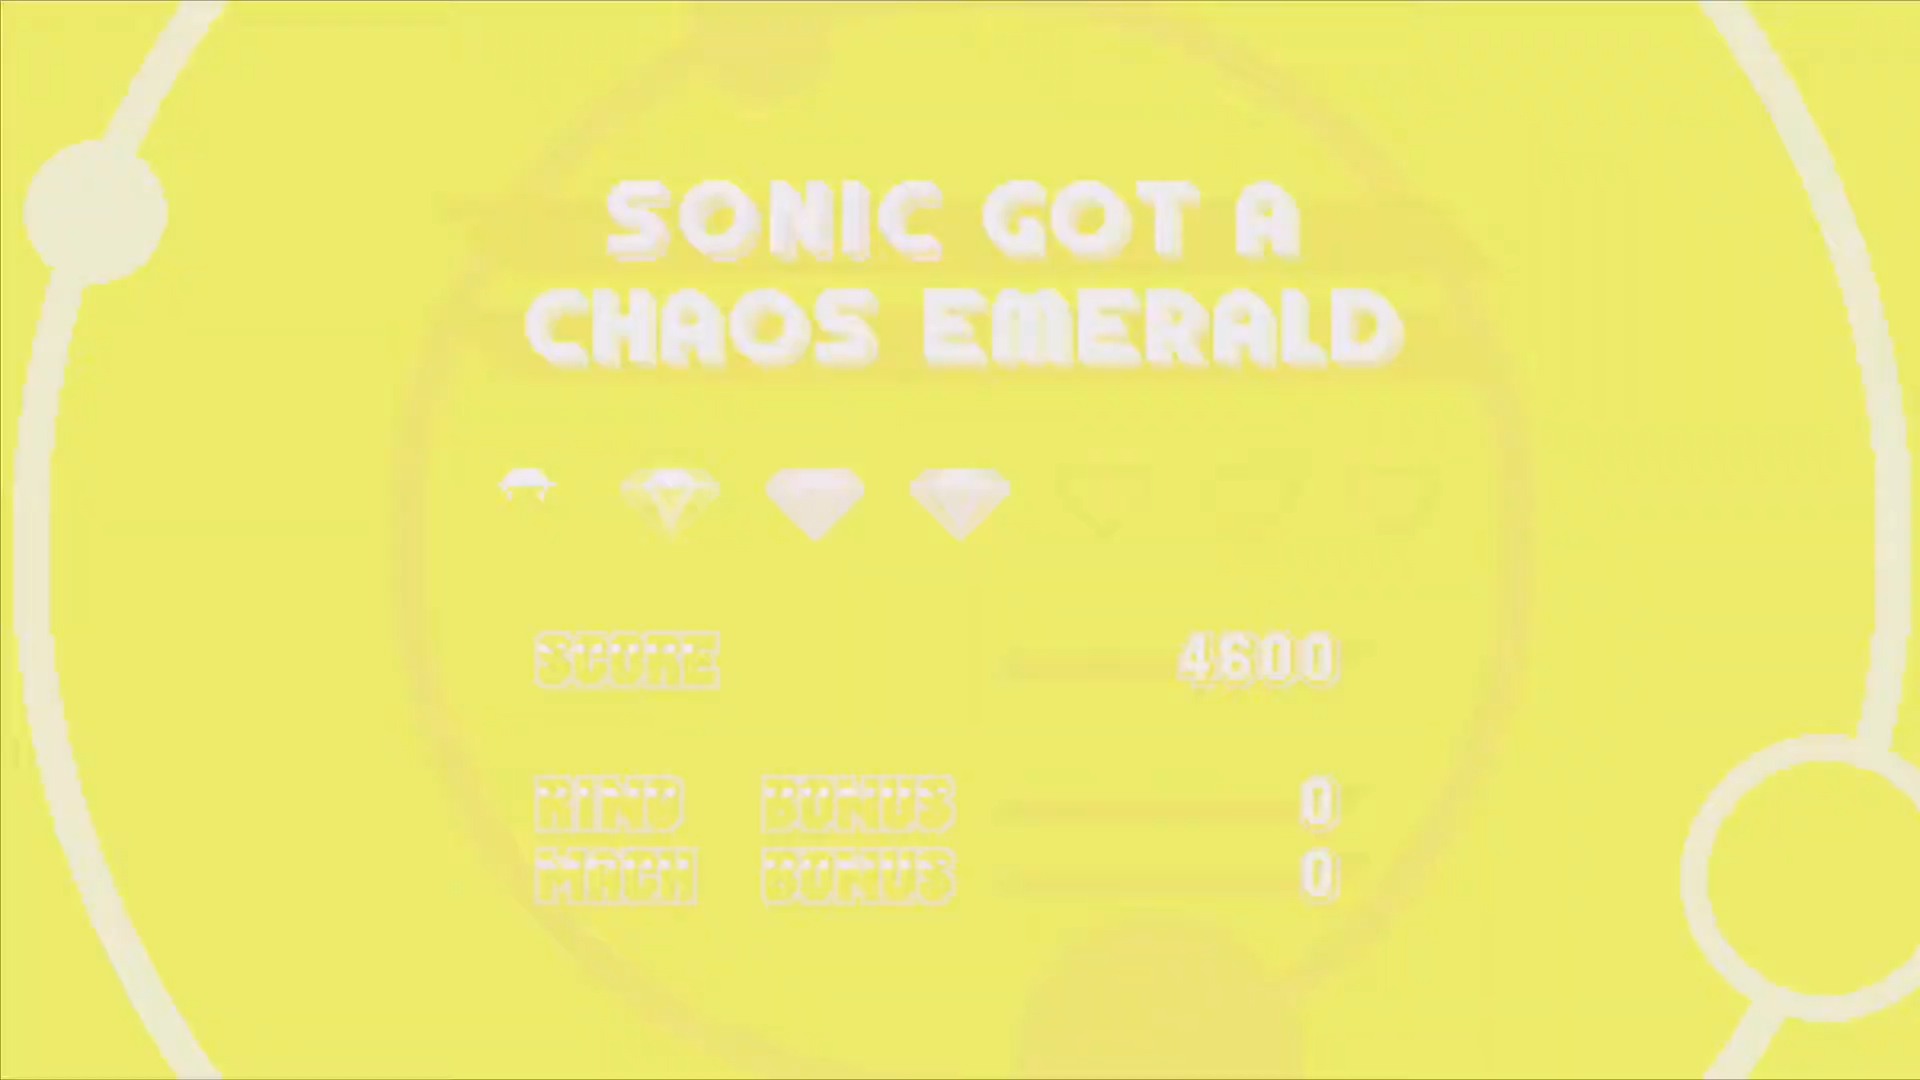 SONIC GOT A
CHAOS EMERALD
SCORE 4600
RING BONUS 0
MACH BONUS 0